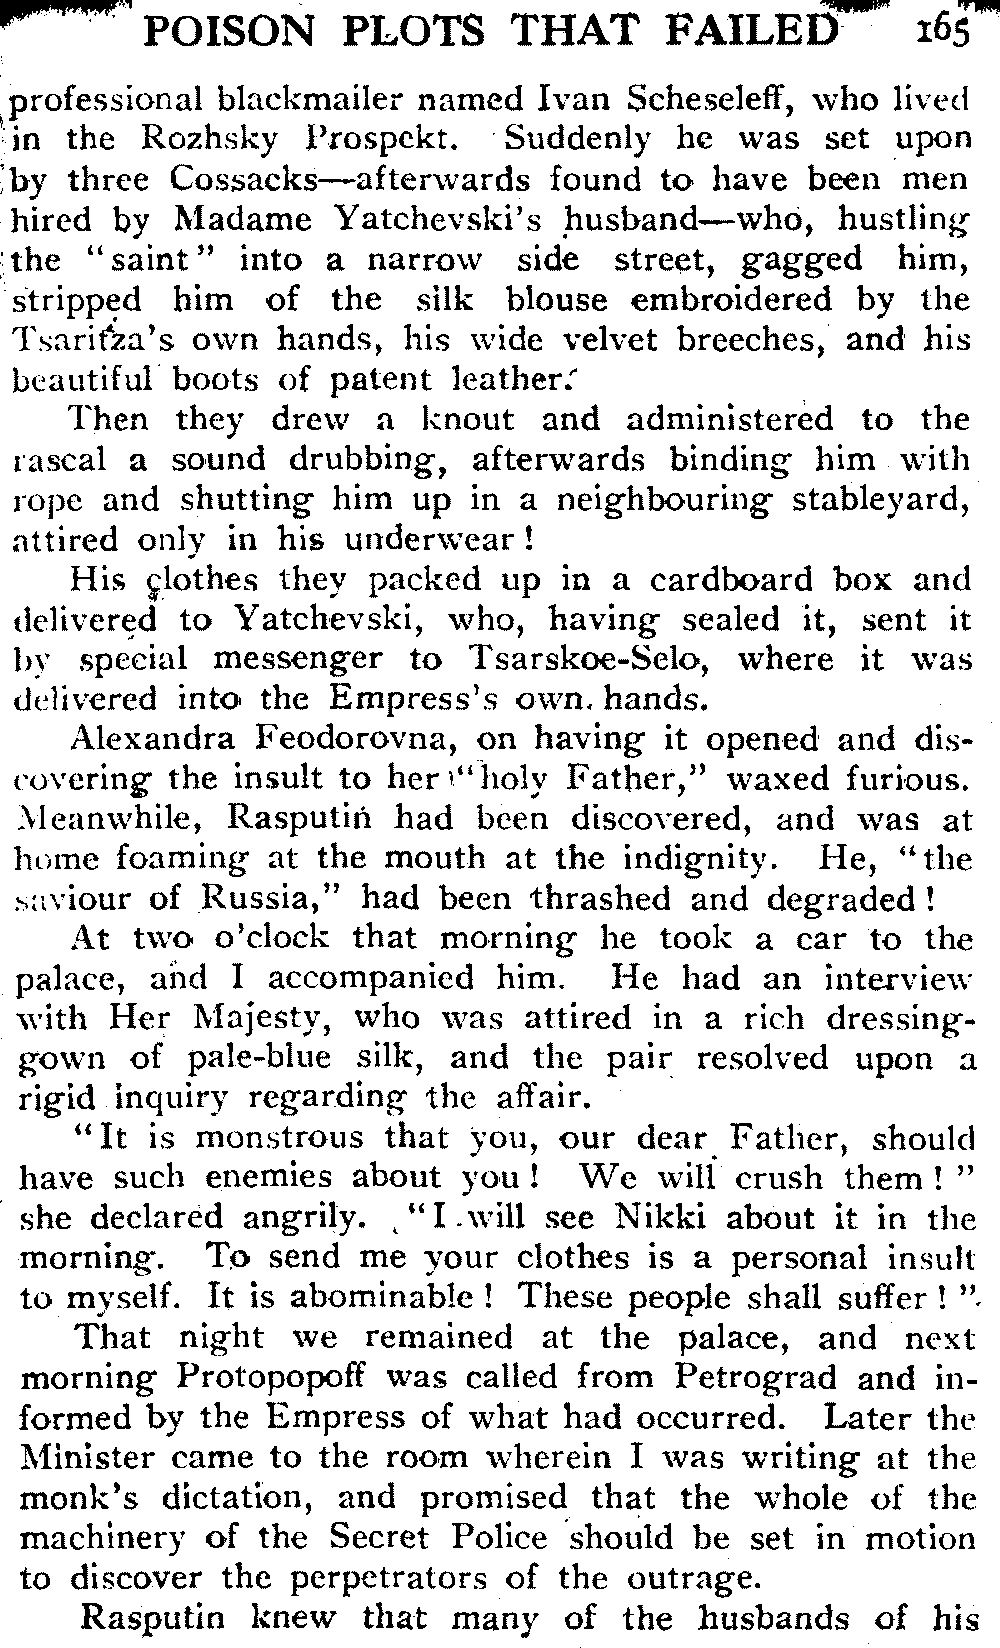 POISON PLOTS THAT FAILED 165
professional blackmailer named Ivan Scheseleff, who lived
in the Rozhsky Prospekt. Suddenly he was set upon
by three Cossacks—afterwards found to have been men
hired by Madame Yatchevski's husband—who, hustling
the "saint" into a narrow side street, gagged him,
stripped him of the silk blouse embroidered by the
Tsaritza's own hands, his wide velvet breeches, and his
beautiful boots of patent leather.
Then they drew a knout and administered to the
rascal a sound drubbing, afterwards binding him with
rope and shutting him up in a neighbouring stableyard,
attired only in his underwear!
His clothes they packed up in a cardboard box and
delivered to Yatchevski, who, having sealed it, sent it
by special messenger to Tsarskoe-Selo, where it was
delivered into the Empress's own hands.
Alexandra Feodorovna, on having it opened and dis-
covering the insult to her "holy Father," waxed furious.
Meanwhile, Rasputin had been discovered, and was at
home foaming at the mouth at the indignity. He, "the
saviour of Russia," had been thrashed and degraded!
At two o'clock that morning he took a car to the
palace, and I accompanied him. He had an interview
with Her Majesty, who was attired in a rich dressing-
gown of pale-blue silk, and the pair resolved upon a
rigid inquiry regarding the affair.
"It is monstrous that you, our dear Father, should
have such enemies about you! We will crush them!"
she declared angrily. "I will see Nikki about it in the
morning. To send me your clothes is a personal insult
to myself. It is abominable! These people shall suffer!"
That night we remained at the palace, and next
morning Protopopoff was called from Petrograd and in-
formed by the Empress of what had occurred. Later the
Minister came to the room wherein I was writing at the
monk's dictation, and promised that the whole of the
machinery of the Secret Police should be set in motion
to discover the perpetrators of the outrage.
Rasputin knew that many of the husbands of his